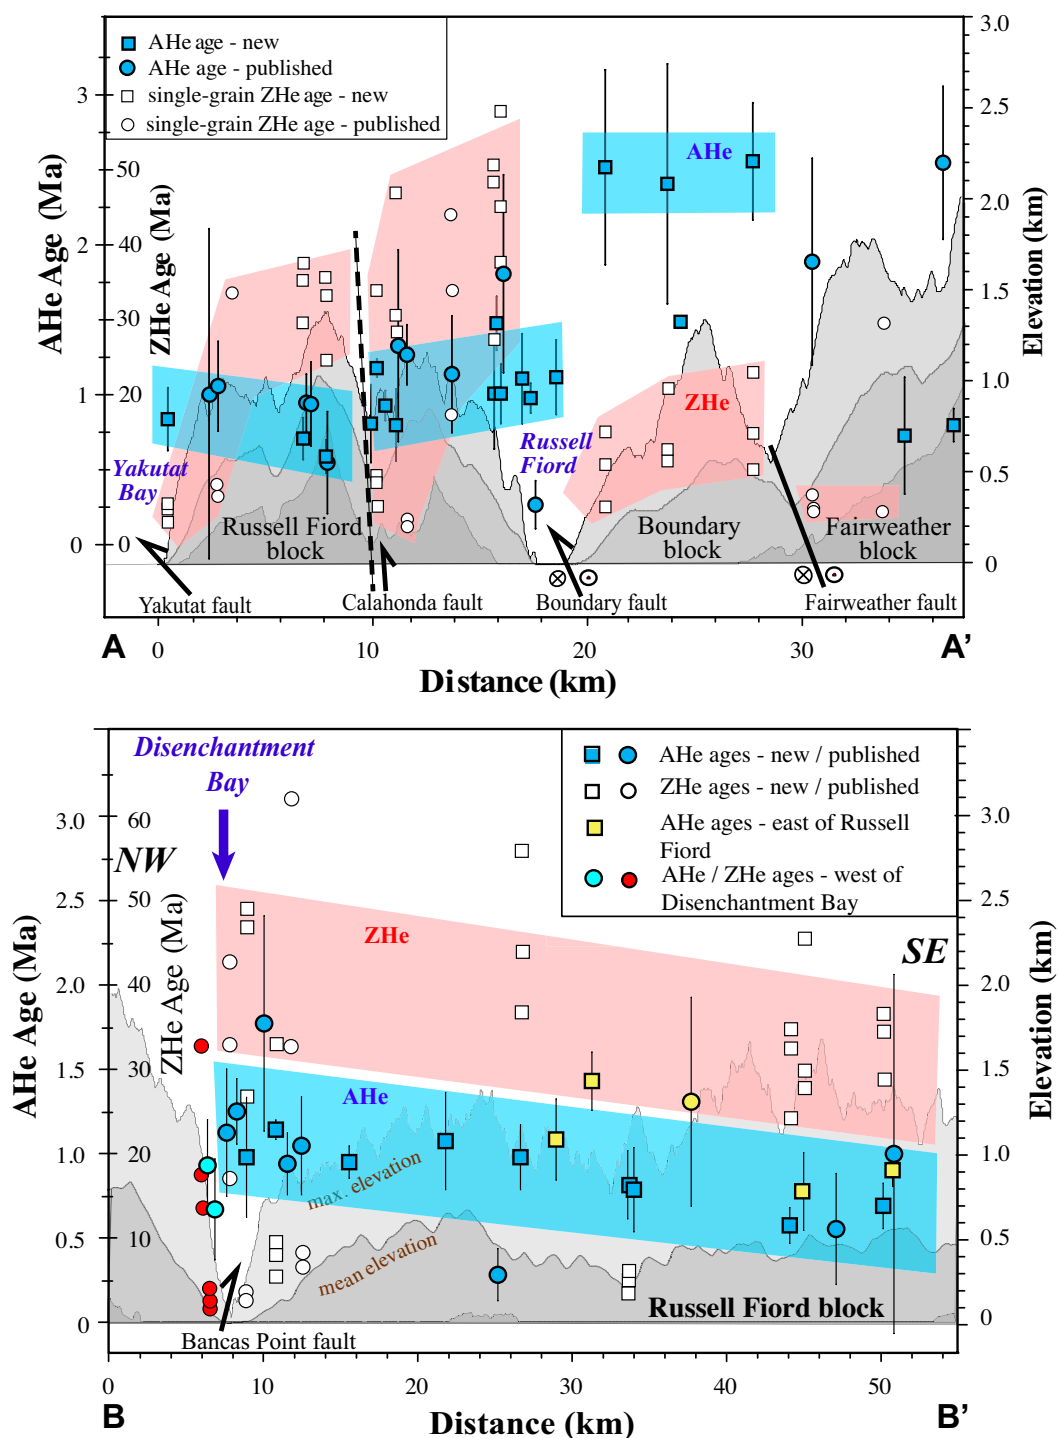 AHe age - new
AHe age - published
single-grain ZHe age - new
single-grain ZHe age - published
3.0
2.5
2.0
1.5
1.0
0.5
0
Elevation (km)
3
2
1
0
AHe Age (Ma)
50
40
30
20
0
ZHe Age (Ma)
AHe
ZHe
Yakutat
Bay
Russell
Fiord
Russell Fiord
block
Boundary
block
Fairweather
block
Yakutat fault
Calahonda fault
Boundary fault
Fairweather fault
A
0
10
20
30
A'
Distance (km)
Disenchantment
Bay
AHe ages - new / published
ZHe ages - new / published
AHe ages - east of Russell
Fiord
AHe / ZHe ages - west of
Disenchantment Bay
NW
SE
3.0
2.5
2.0
1.5
1.0
0.5
0
AHe Age (Ma)
60
50
40
30
20
10
ZHe Age (Ma)
3.0
2.5
2.0
1.5
1.0
0.5
0
Elevation (km)
ZHe
AHe
max. elevation
mean elevation
Russell Fiord block
Bancas Point fault
0
10
20
30
40
50
B
Distance (km)
B'